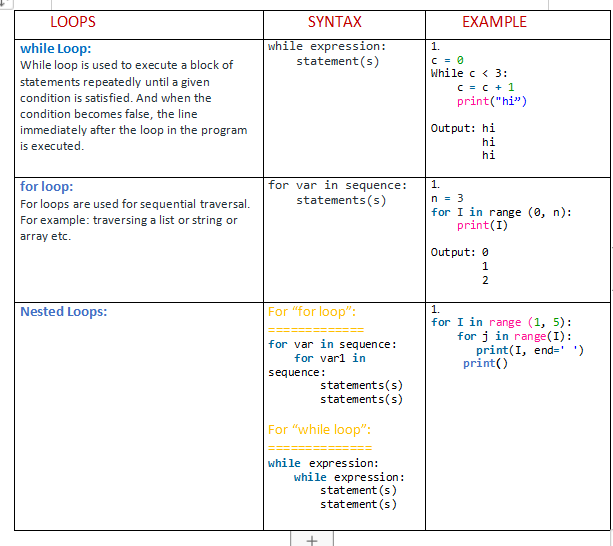 LOOPS
SYNTAX
EXAMPLE
while Loop:
While loop is used to execute a block of
statements repeatedly until a given
condition is satisfied. And when the
condition becomes false, the line
immediately after the loop in the program
is executed.
while expression:
statement(s)
1.
c = 0
While c < 3:
c = c + 1
print("hi”)
Output: hi
hi
hi
for loop:
For loops are used for sequential traversal.
For example: traversing a list or string or
array etc.
for var in sequence:
statements(s)
1.
n = 3
for I in range (0, n):
print(I)
Output: 0
1
2
Nested Loops:
For “for loop”:
=============
for var in sequence:
for var1 in
sequence:
statements(s)
statements(s)
For “while loop”:
==============
while expression:
while expression:
statement(s)
statement(s)
1.
for I in range (1, 5):
for j in range(I):
print(I, end=' ')
print()